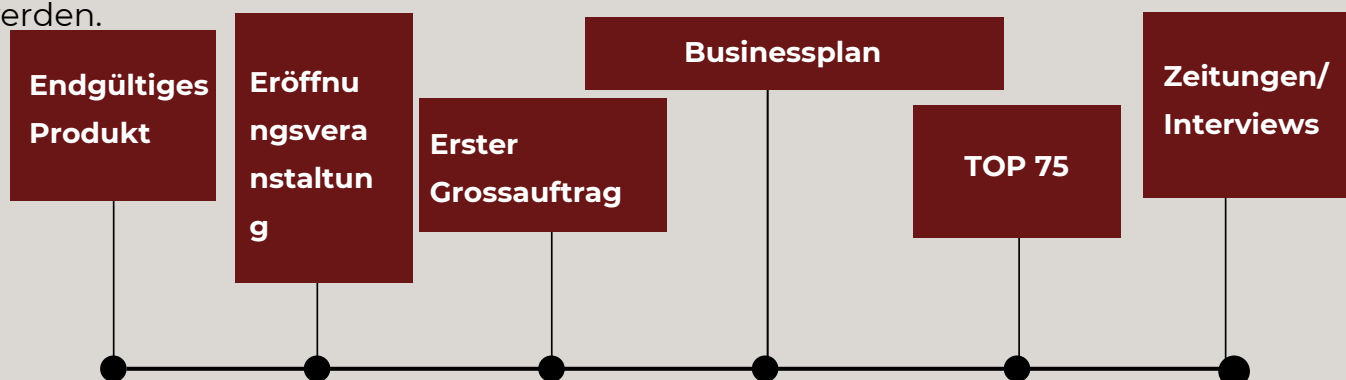 erden.
Endgültiges
Produkt
Eröffnu
ngsvera
nstaltun
g
Erster
Grossauftrag
Businessplan
TOP 75
Zeitungen/
Interviews